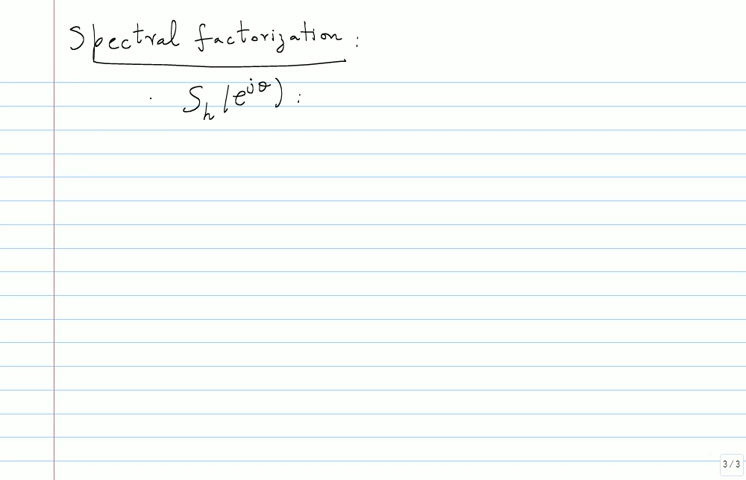 Spectral factorization :
· S_h (e^{jθ}) :
3 / 3